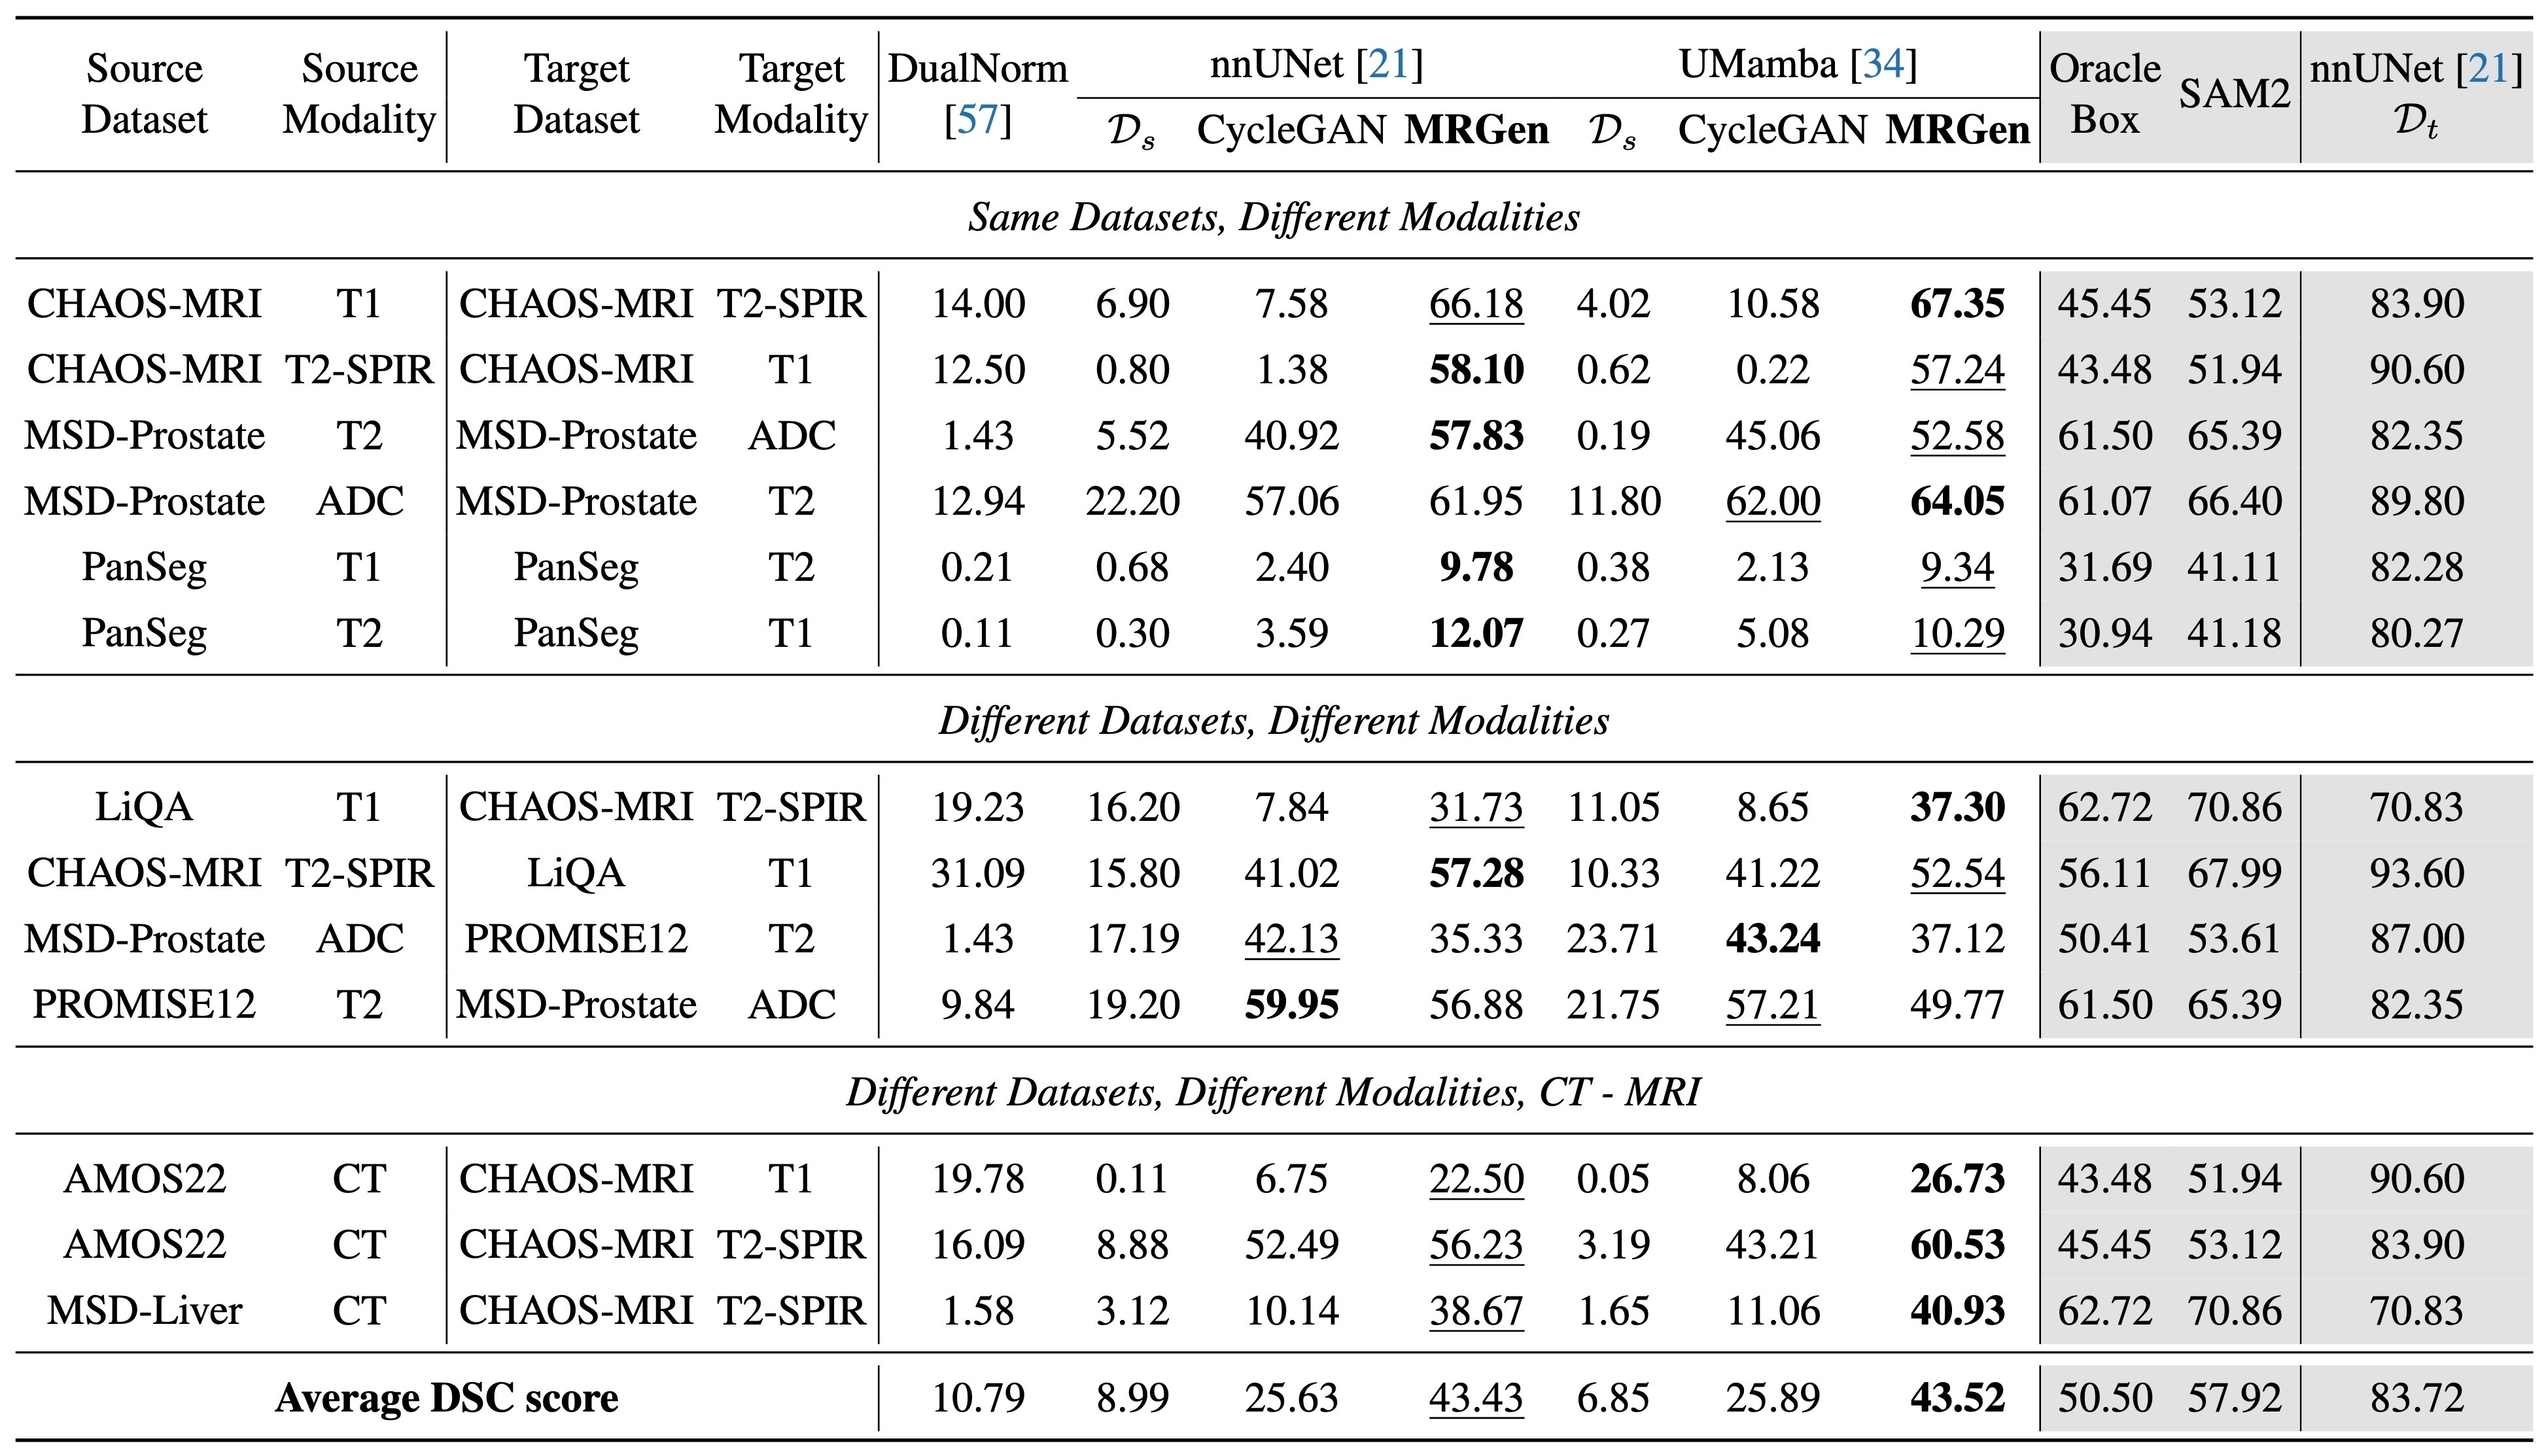 Source Dataset Source Modality Target Dataset Target Modality DualNorm [57] nnUNet [21] UMamba [34] Oracle Box SAM2 nnUNet [21] 𝒟t
𝒟s CycleGAN MRGen 𝒟s CycleGAN MRGen
Same Datasets, Different Modalities
CHAOS-MRI T1 CHAOS-MRI T2-SPIR 14.00 6.90 7.58 66.18 4.02 10.58 67.35 45.45 53.12 83.90
CHAOS-MRI T2-SPIR CHAOS-MRI T1 12.50 0.80 1.38 58.10 0.62 0.22 57.24 43.48 51.94 90.60
MSD-Prostate T2 MSD-Prostate ADC 1.43 5.52 40.92 57.83 0.19 45.06 52.58 61.50 65.39 82.35
MSD-Prostate ADC MSD-Prostate T2 12.94 22.20 57.06 61.95 11.80 62.00 64.05 61.07 66.40 89.80
PanSeg T1 PanSeg T2 0.21 0.68 2.40 9.78 0.38 2.13 9.34 31.69 41.11 82.28
PanSeg T2 PanSeg T1 0.11 0.30 3.59 12.07 0.27 5.08 10.29 30.94 41.18 80.27
Different Datasets, Different Modalities
LiQA T1 CHAOS-MRI T2-SPIR 19.23 16.20 7.84 31.73 11.05 8.65 37.30 62.72 70.86 70.83
CHAOS-MRI T2-SPIR LiQA T1 31.09 15.80 41.02 57.28 10.33 41.22 52.54 56.11 67.99 93.60
MSD-Prostate ADC PROMISE12 T2 1.43 17.19 42.13 35.33 23.71 43.24 37.12 50.41 53.61 87.00
PROMISE12 T2 MSD-Prostate ADC 9.84 19.20 59.95 56.88 21.75 57.21 49.77 61.50 65.39 82.35
Different Datasets, Different Modalities, CT - MRI
AMOS22 CT CHAOS-MRI T1 19.78 0.11 6.75 22.50 0.05 8.06 26.73 43.48 51.94 90.60
AMOS22 CT CHAOS-MRI T2-SPIR 16.09 8.88 52.49 56.23 3.19 43.21 60.53 45.45 53.12 83.90
MSD-Liver CT CHAOS-MRI T2-SPIR 1.58 3.12 10.14 38.67 1.65 11.06 40.93 62.72 70.86 70.83
Average DSC score 10.79 8.99 25.63 43.43 6.85 25.89 43.52 50.50 57.92 83.72